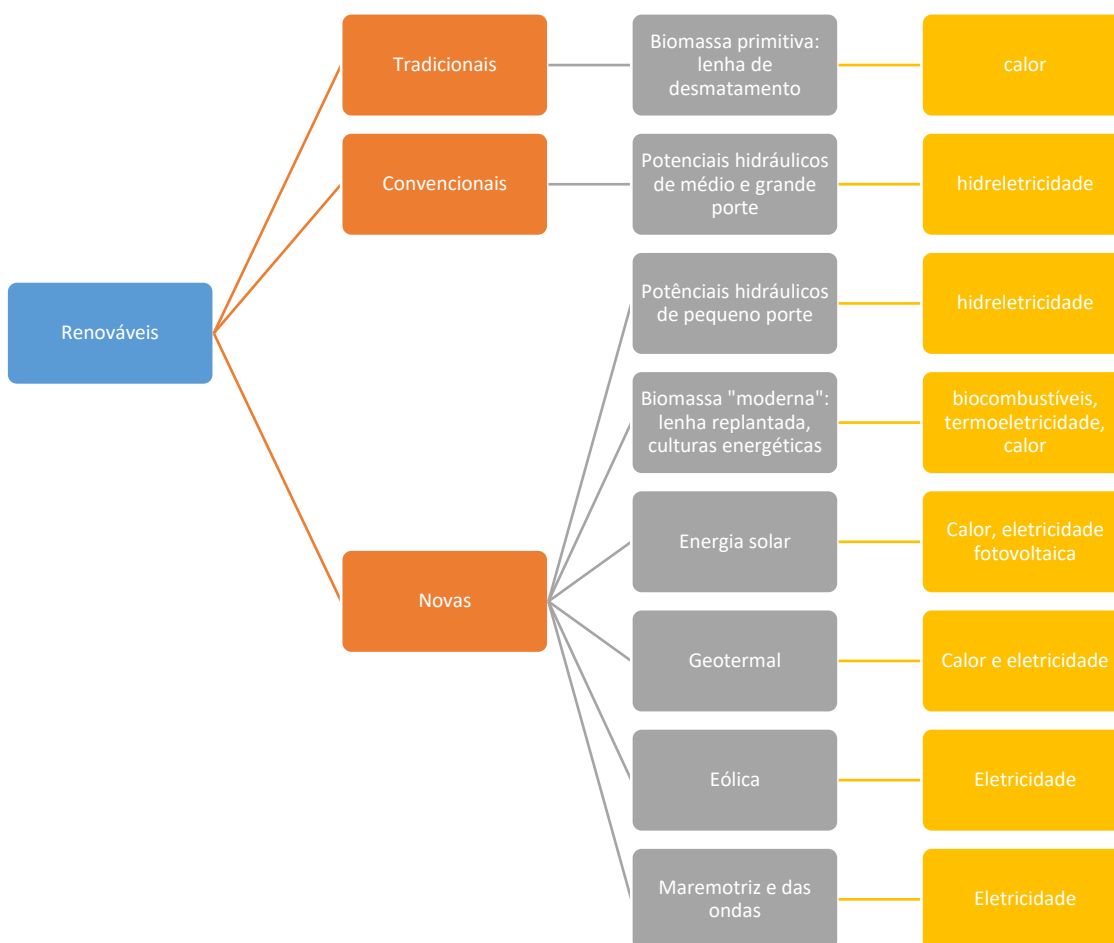 Renováveis
Tradicionais
Biomassa primitiva:
lenha de
desmatamento
calor
Convencionais
Potenciais hidráulicos
de médio e grande
porte
hidreletricidade
Novas
Potênciais hidráulicos
de pequeno porte
hidreletricidade
Biomassa "moderna":
lenha replantada,
culturas energéticas
biocombustíveis,
termoeletricidade,
calor
Energia solar
Calor, eletricidade
fotovoltaica
Geotermal
Calor e eletricidade
Eólica
Eletricidade
Maremotriz e das
ondas
Eletricidade